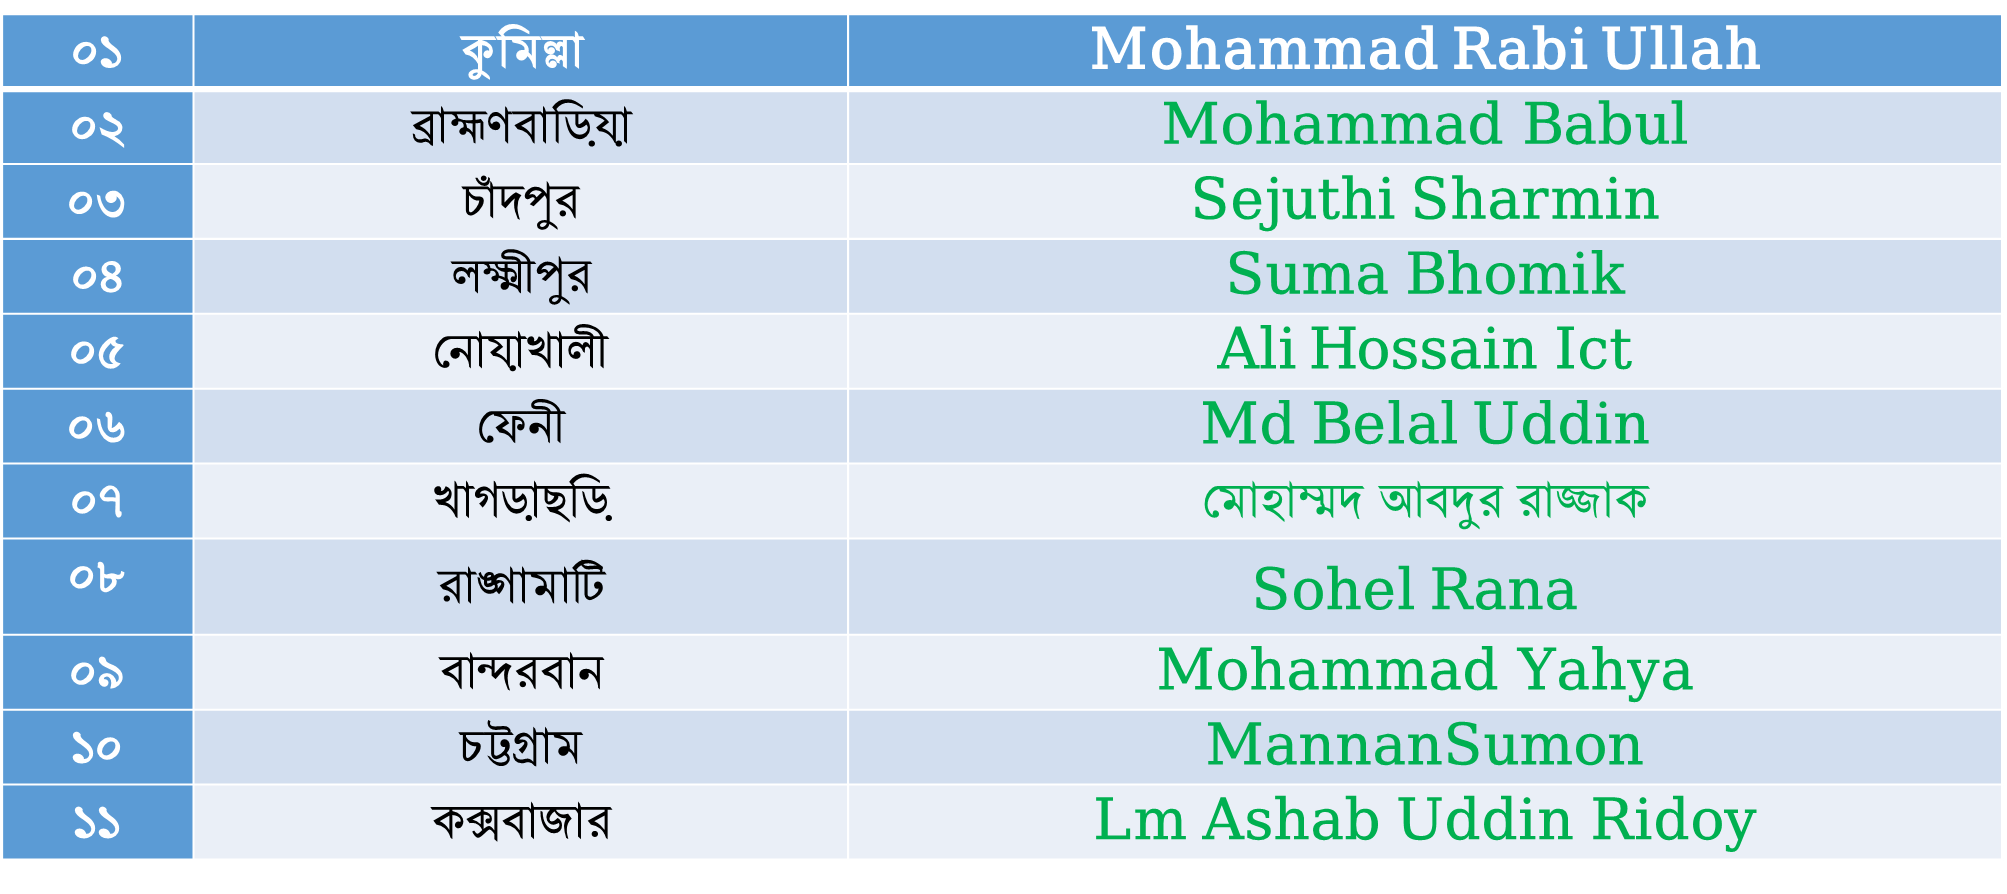 ০১ কুমিল্লা Mohammad Rabi Ullah
০২ ব্রাহ্মণবাড়িয়া Mohammad Babul
০৩ চাঁদপুর Sejuthi Sharmin
০৪ লক্ষ্মীপুর Suma Bhomik
০৫ নোয়াখালী Ali Hossain Ict
০৬ ফেনী Md Belal Uddin
০৭ খাগড়াছড়ি মোহাম্মদ আবদুর রাজ্জাক
০৮ রাঙ্গামাটি Sohel Rana
০৯ বান্দরবান Mohammad Yahya
১০ চট্টগ্রাম MannanSumon
১১ কক্সবাজার Lm Ashab Uddin Ridoy